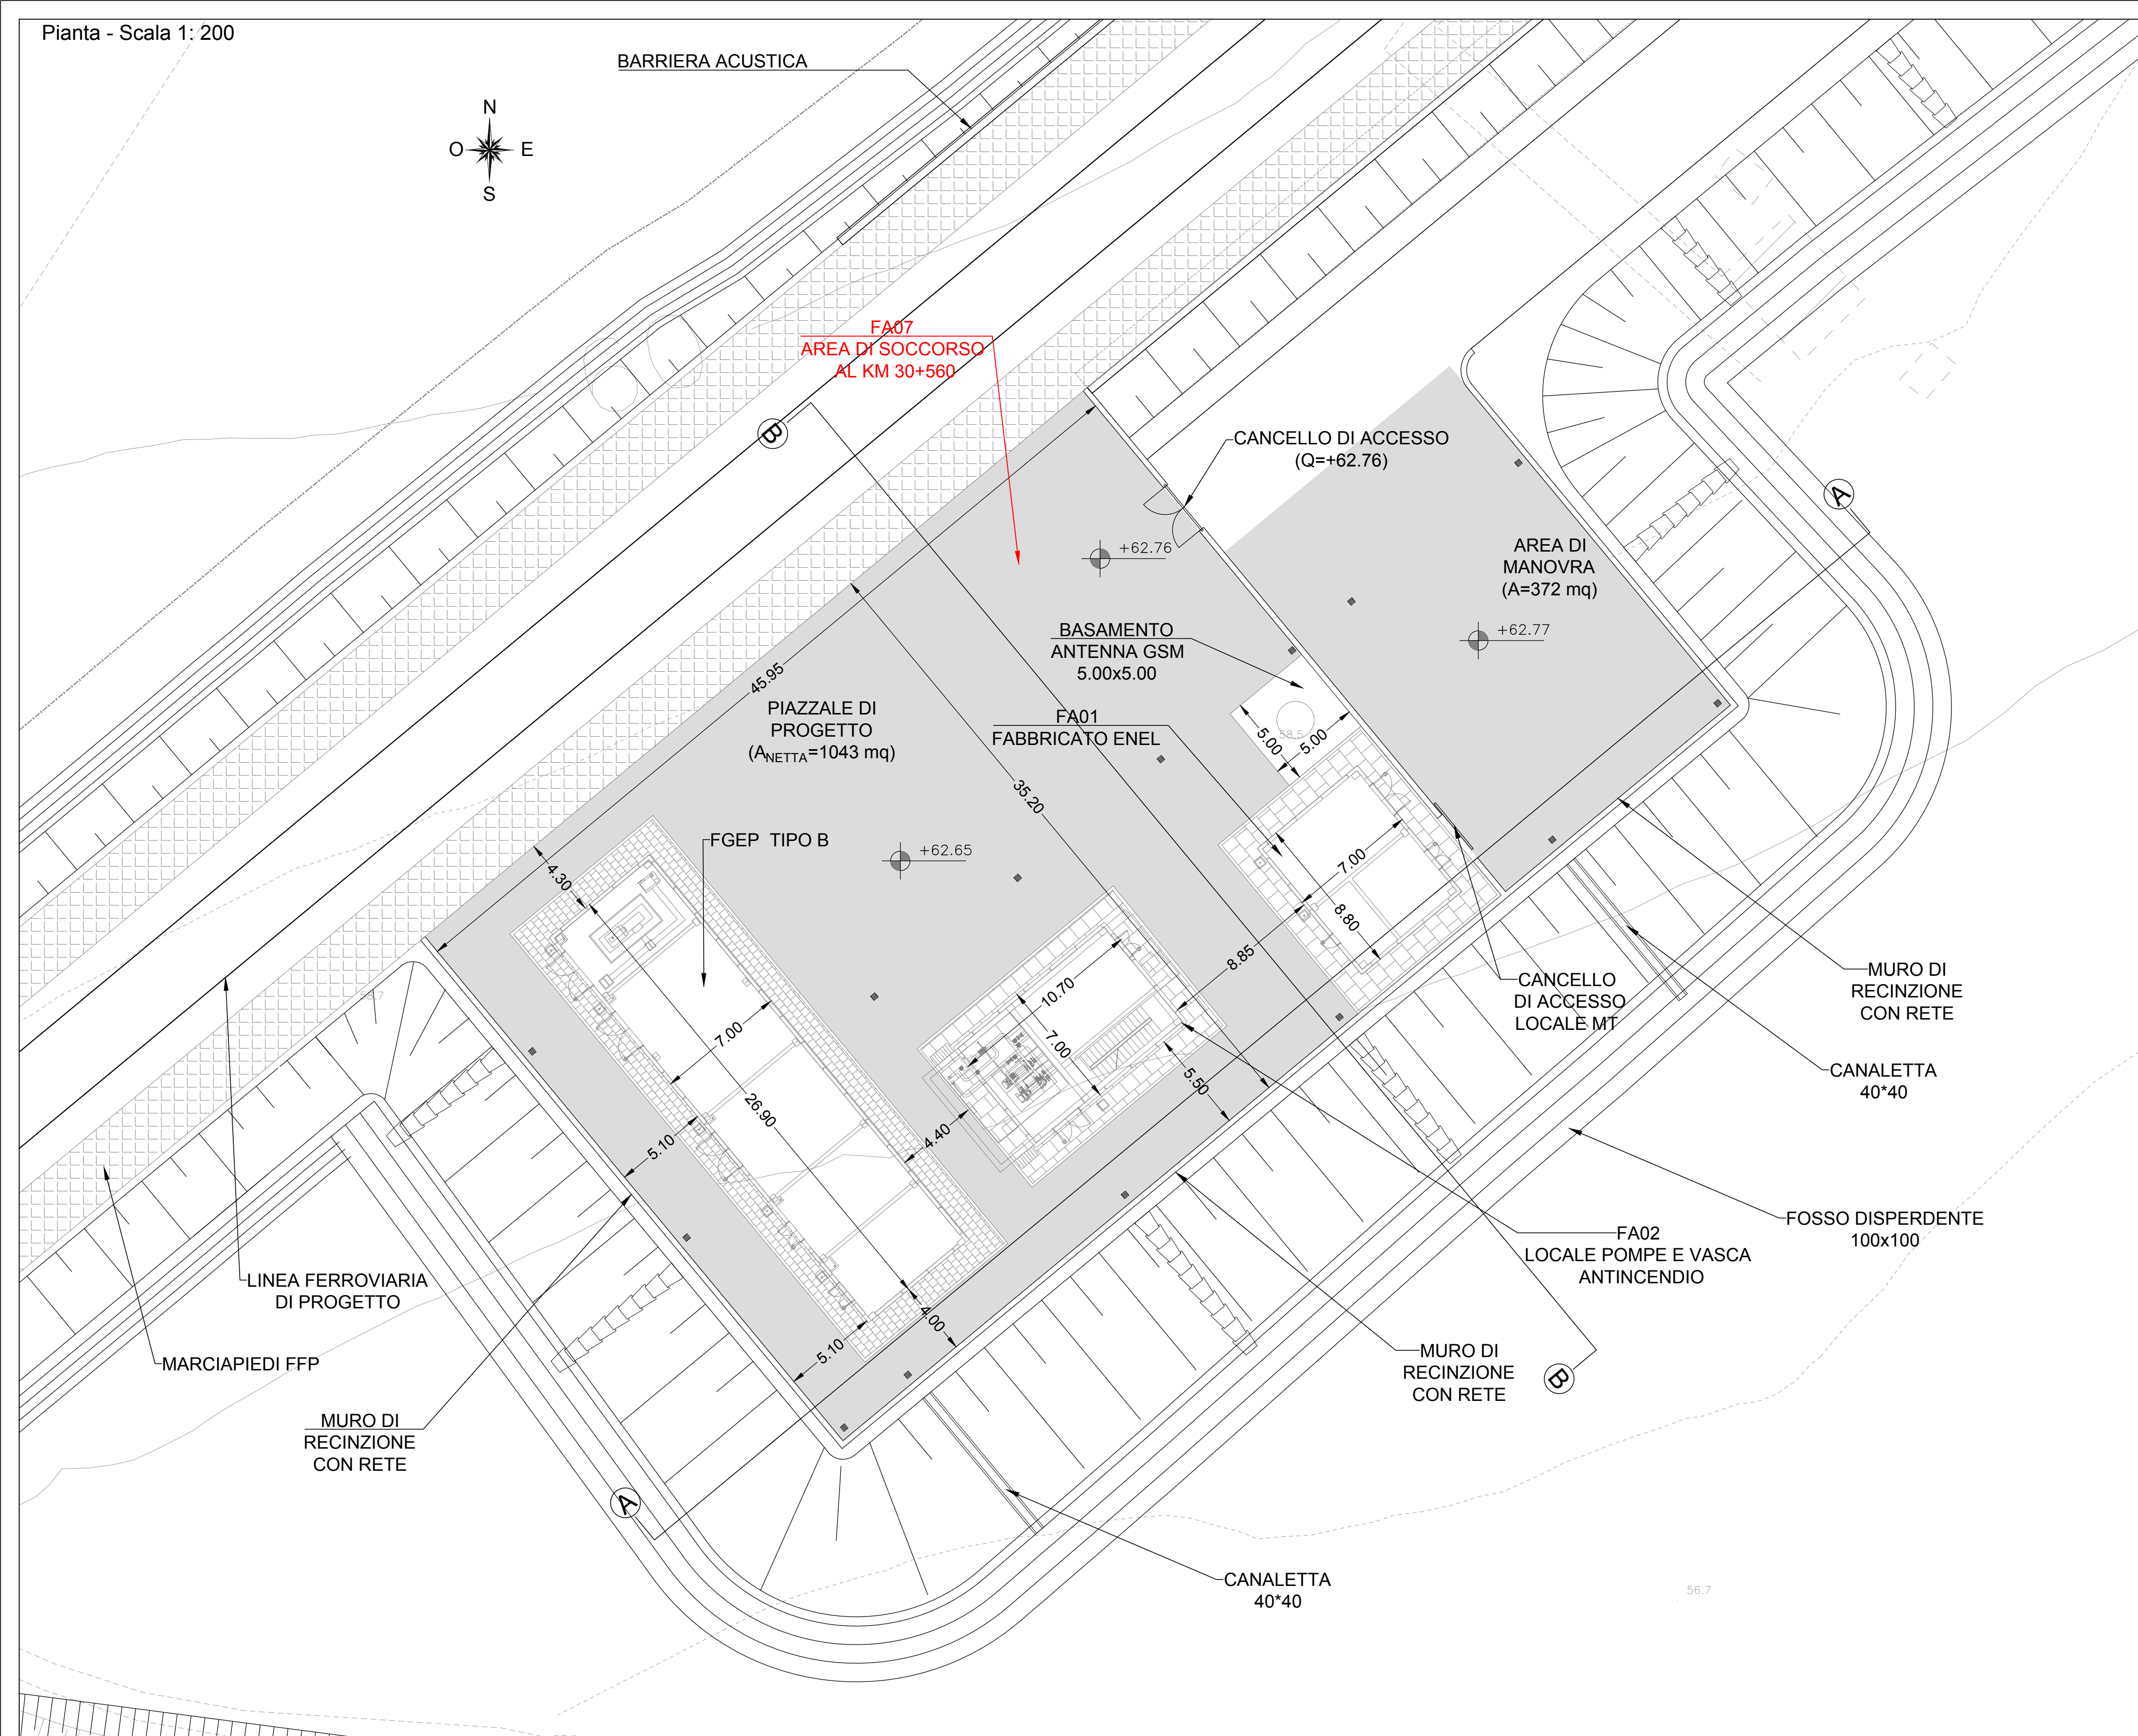 Pianta - Scala 1: 200
BARRIERA ACUSTICA
N
O
E
S
FA07
AREA DI SOCCORSO
AL KM 30+560
B
CANCELLO DI ACCESSO
(Q=+62.76)
A
+62.76
AREA DI
MANOVRA
(A=372 mq)
+62.77
BASAMENTO
ANTENNA GSM
5.00x5.00
45.95
PIAZZALE DI
PROGETTO
(ANETTA=1043 mq)
FA01
FABBRICATO ENEL
58.5
5.00
5.00
35.20
FGEP TIPO B
+62.65
4.30
7.00
8.80
8.85
MURO DI
RECINZIONE
CON RETE
CANCELLO
DI ACCESSO
LOCALE MT
10.70
7.00
7.00
CANALETTA
40*40
5.50
26.90
5.10
4.40
FOSSO DISPERDENTE
100x100
FA02
LOCALE POMPE E VASCA
ANTINCENDIO
LINEA FERROVIARIA
DI PROGETTO
4.00
5.10
MARCIAPIEDI FFP
MURO DI
RECINZIONE
CON RETE
B
MURO DI
RECINZIONE
CON RETE
A
CANALETTA
40*40
56.7